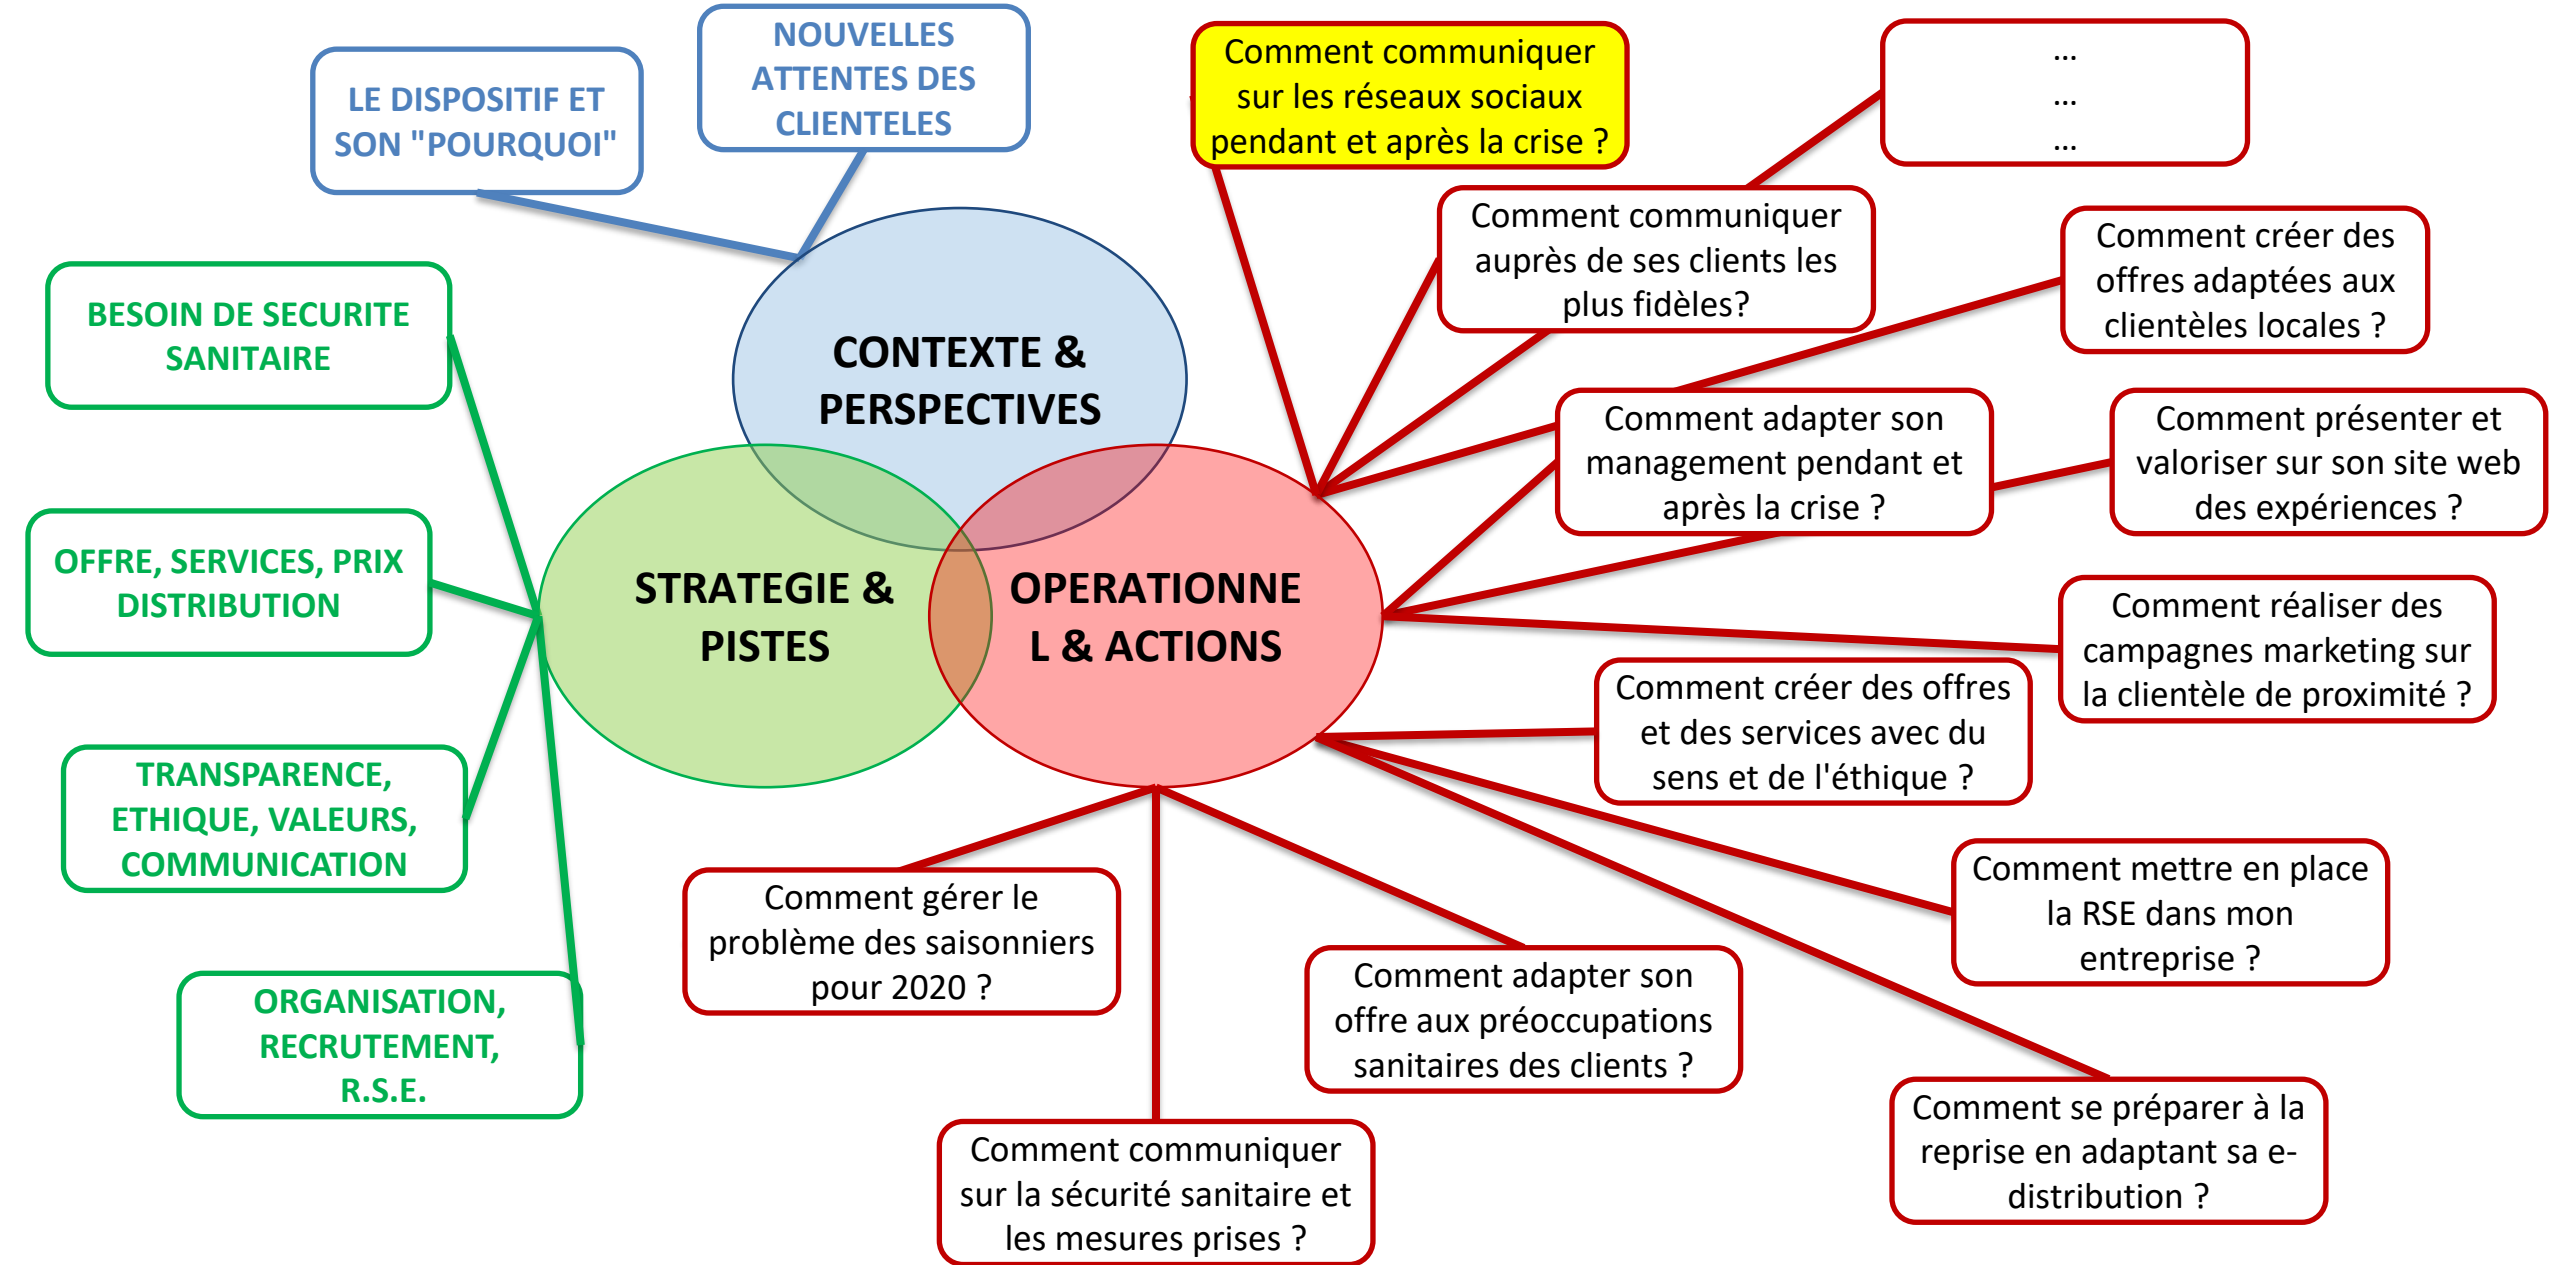 NOUVELLES
ATTENTES DES
CLIENTELES
LE DISPOSITIF ET
SON "POURQUOI"
Comment communiquer
sur les réseaux sociaux
pendant et après la crise ?
...
...
...
Comment communiquer
auprès de ses clients les
plus fidèles?
Comment créer des
offres adaptées aux
clientèles locales ?
BESOIN DE SECURITE
SANITAIRE
CONTEXTE &
PERSPECTIVES
Comment adapter son
management pendant et
après la crise ?
Comment présenter et
valoriser sur son site web
des expériences ?
OFFRE, SERVICES, PRIX
DISTRIBUTION
STRATEGIE &
PISTES
OPERATIONNE
L & ACTIONS
Comment réaliser des
campagnes marketing sur
la clientèle de proximité ?
Comment créer des offres
et des services avec du
sens et de l'éthique ?
TRANSPARENCE,
ETHIQUE, VALEURS,
COMMUNICATION
Comment gérer le
problème des saisonniers
pour 2020 ?
Comment mettre en place
la RSE dans mon
entreprise ?
ORGANISATION,
RECRUTEMENT,
R.S.E.
Comment adapter son
offre aux préoccupations
sanitaires des clients ?
Comment se préparer à la
reprise en adaptant sa e-
distribution ?
Comment communiquer
sur la sécurité sanitaire et
les mesures prises ?